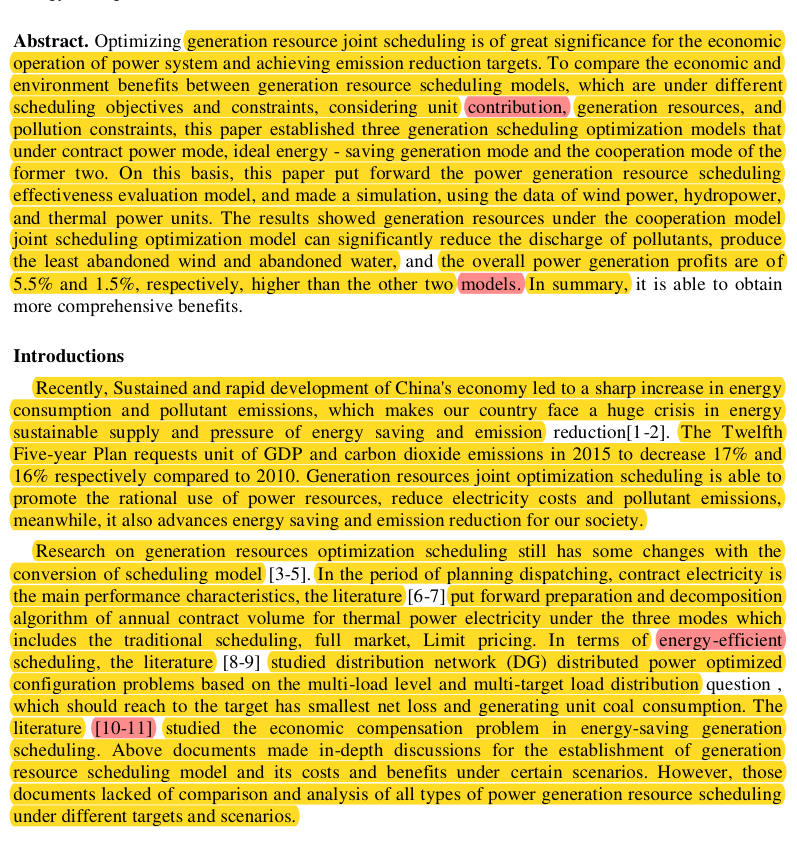 Abstract. Optimizing generation resource joint scheduling is of great significance for the economic
operation of power system and achieving emission reduction targets. To compare the economic and
environment benefits between generation resource scheduling models, which are under different
scheduling objectives and constraints, considering unit contribution, generation resources, and
pollution constraints, this paper established three generation scheduling optimization models that
under contract power mode, ideal energy - saving generation mode and the cooperation mode of the
former two. On this basis, this paper put forward the power generation resource scheduling
effectiveness evaluation model, and made a simulation, using the data of wind power, hydropower,
and thermal power units. The results showed generation resources under the cooperation model
joint scheduling optimization model can significantly reduce the discharge of pollutants, produce
the least abandoned wind and abandoned water, and the overall power generation profits are of
5.5% and 1.5%, respectively, higher than the other two models. In summary, it is able to obtain
more comprehensive benefits.
Introductions
Recently, Sustained and rapid development of China's economy led to a sharp increase in energy
consumption and pollutant emissions, which makes our country face a huge crisis in energy
sustainable supply and pressure of energy saving and emission reduction[1-2]. The Twelfth
Five-year Plan requests unit of GDP and carbon dioxide emissions in 2015 to decrease 17% and
16% respectively compared to 2010. Generation resources joint optimization scheduling is able to
promote the rational use of power resources, reduce electricity costs and pollutant emissions,
meanwhile, it also advances energy saving and emission reduction for our society.
Research on generation resources optimization scheduling still has some changes with the
conversion of scheduling model [3-5]. In the period of planning dispatching, contract electricity is
the main performance characteristics, the literature [6-7] put forward preparation and decomposition
algorithm of annual contract volume for thermal power electricity under the three modes which
includes the traditional scheduling, full market, Limit pricing. In terms of energy-efficient
scheduling, the literature [8-9] studied distribution network (DG) distributed power optimized
configuration problems based on the multi-load level and multi-target load distribution question ,
which should reach to the target has smallest net loss and generating unit coal consumption. The
literature [10-11] studied the economic compensation problem in energy-saving generation
scheduling. Above documents made in-depth discussions for the establishment of generation
resource scheduling model and its costs and benefits under certain scenarios. However, those
documents lacked of comparison and analysis of all types of power generation resource scheduling
under different targets and scenarios.